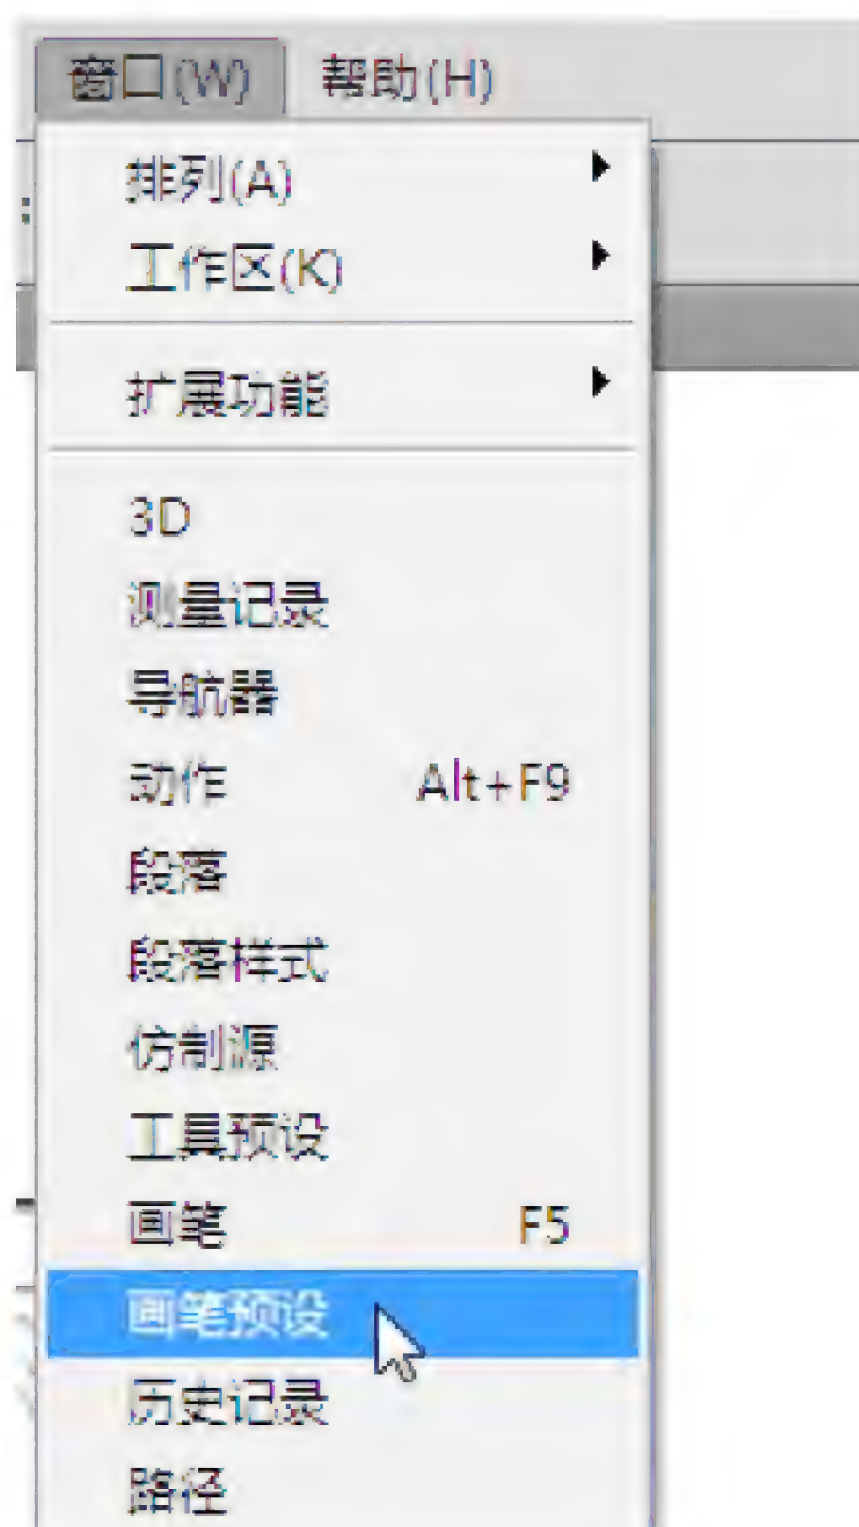 窗口(W) 帮助(H)
排列(A)
工作区(K)
扩展功能
3D
测量记录
导航器
动作 Alt+F9
段落
段落样式
仿制源
工具预设
画笔 F5
画笔预设
历史记录
路径